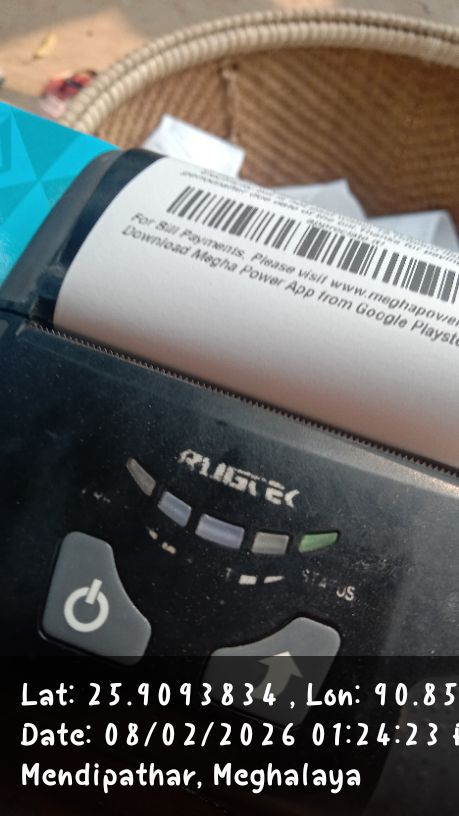 For Bill Payments, Please visit www.meghapower
Download Megha Power App from Google Playsto
RUGTEK
STATUS
Lat: 25.9093834 , Lon: 90.85
Date: 08/02/2026 01:24:23
Mendipathar, Meghalaya